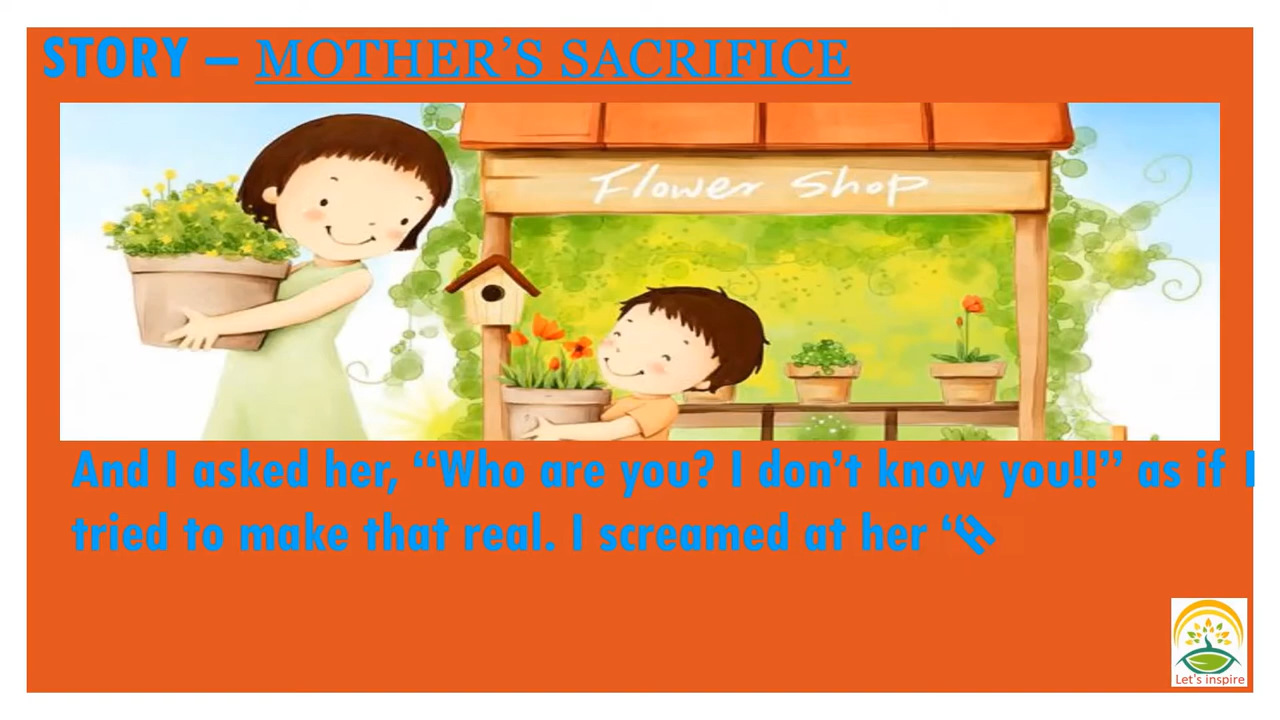 STORY – MOTHER’S SACRIFICE
Flower Shop
And I asked her, “Who are you? I don’t know you!!” as if I
tried to make that real. I screamed at her “H
Let's inspire